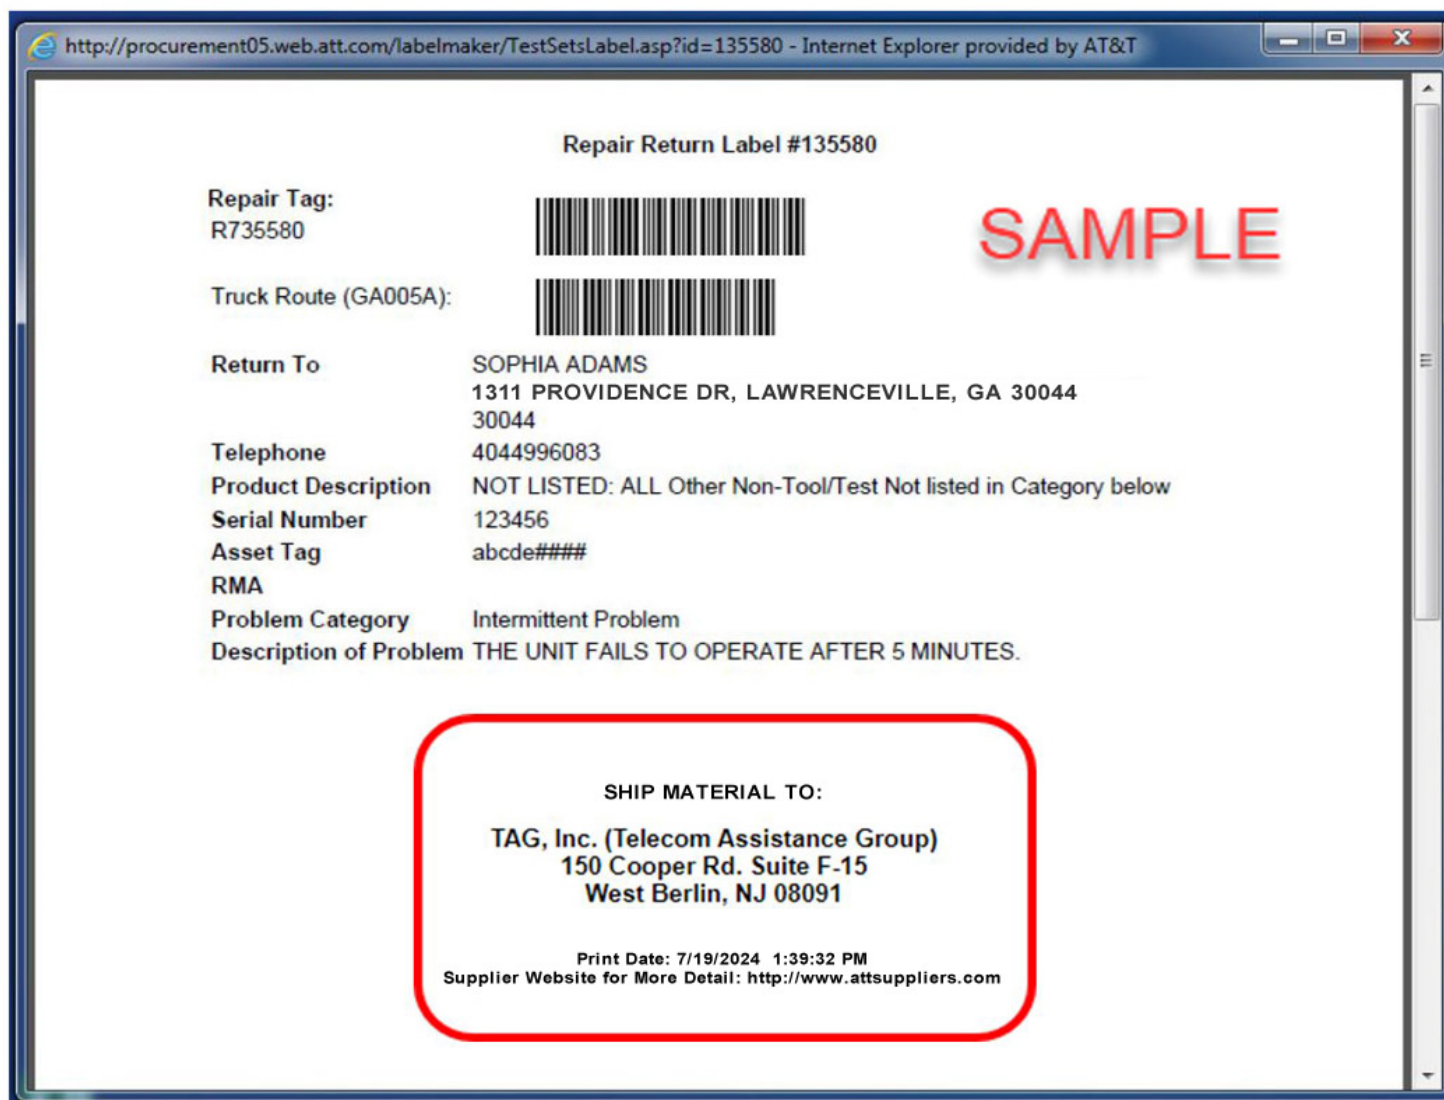 http://procurement05.web.att.com/labelmaker/TestSetsLabel.asp?id=135580 - Internet Explorer provided by AT&T
Repair Return Label #135580
Repair Tag:
R735580
SAMPLE
Truck Route (GA005A):
Return To SOPHIA ADAMS
1311 PROVIDENCE DR, LAWRENCEVILLE, GA 30044
30044
Telephone 4044996083
Product Description NOT LISTED: ALL Other Non-Tool/Test Not listed in Category below
Serial Number 123456
Asset Tag abcde####
RMA
Problem Category Intermittent Problem
Description of Problem THE UNIT FAILS TO OPERATE AFTER 5 MINUTES.
SHIP MATERIAL TO:
TAG, Inc. (Telecom Assistance Group)
150 Cooper Rd. Suite F-15
West Berlin, NJ 08091
Print Date: 7/19/2024 1:39:32 PM
Supplier Website for More Detail: http://www.attsuppliers.com